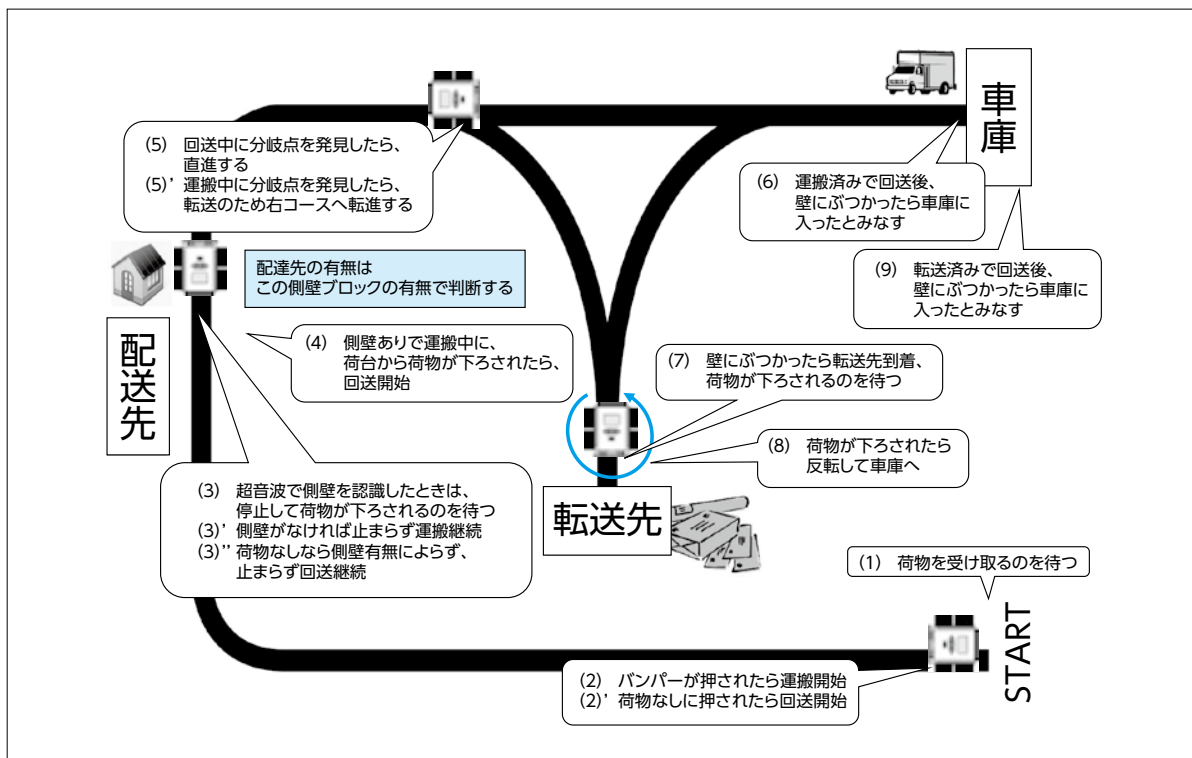 車庫
(5) 回送中に分岐点を発見したら、
直進する
(5)’ 運搬中に分岐点を発見したら、
転送のため右コースへ転進する
(6) 運搬済みで回送後、
壁にぶつかったら車庫に
入ったとみなす
配達先の有無は
この側壁ブロックの有無で判断する
(9) 転送済みで回送後、
壁にぶつかったら車庫に
入ったとみなす
配送先
(4) 側壁ありで運搬中に、
荷台から荷物が下ろされたら、
回送開始
(7) 壁にぶつかったら転送先到着、
荷物が下ろされるのを待つ
(8) 荷物が下ろされたら
反転して車庫へ
(3) 超音波で側壁を認識したときは、
停止して荷物が下ろされるのを待つ
(3)’ 側壁がなければ止まらず運搬継続
(3)’’ 荷物なしなら側壁有無によらず、
止まらず回送継続
転送先
(1) 荷物を受け取るのを待つ
START
(2) バンパーが押されたら運搬開始
(2)’ 荷物なしに押されたら回送開始